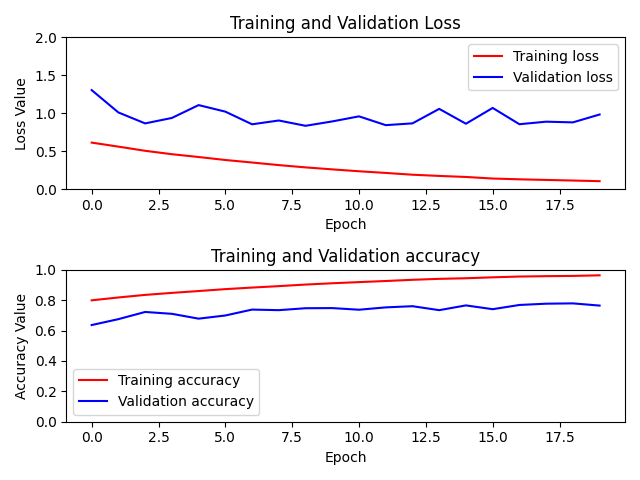 Training and Validation Loss
2.0
1.5
1.0
0.5
0.0
Loss Value
Training loss
Validation loss
0.0 2.5 5.0 7.5 10.0 12.5 15.0 17.5
Epoch
Training and Validation accuracy
1.0
0.8
0.6
0.4
0.2
0.0
Accuracy Value
Training accuracy
Validation accuracy
0.0 2.5 5.0 7.5 10.0 12.5 15.0 17.5
Epoch